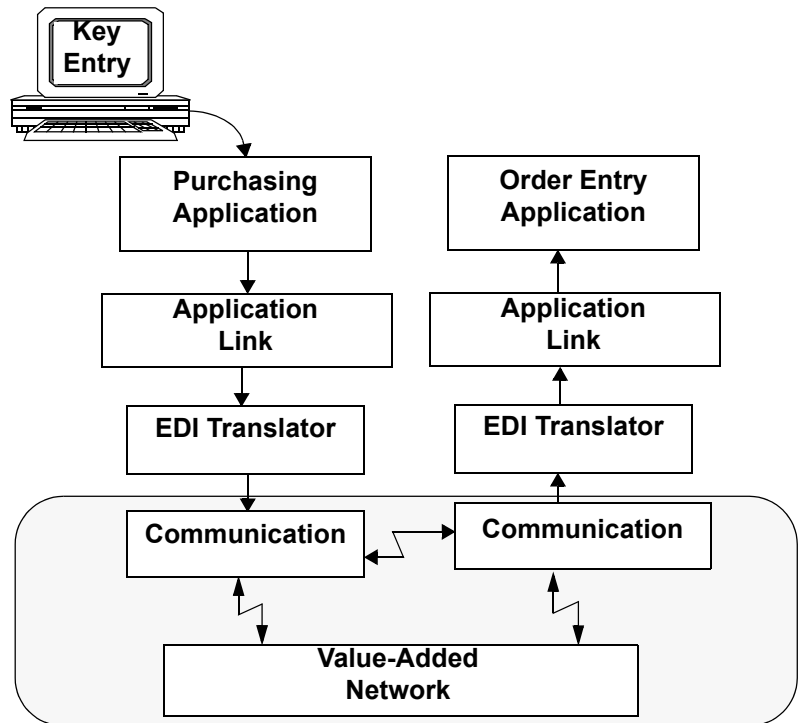 Key
Entry
Purchasing
Application
Order Entry
Application
Application
Link
Application
Link
EDI Translator
EDI Translator
Communication
Communication
Value-Added
Network